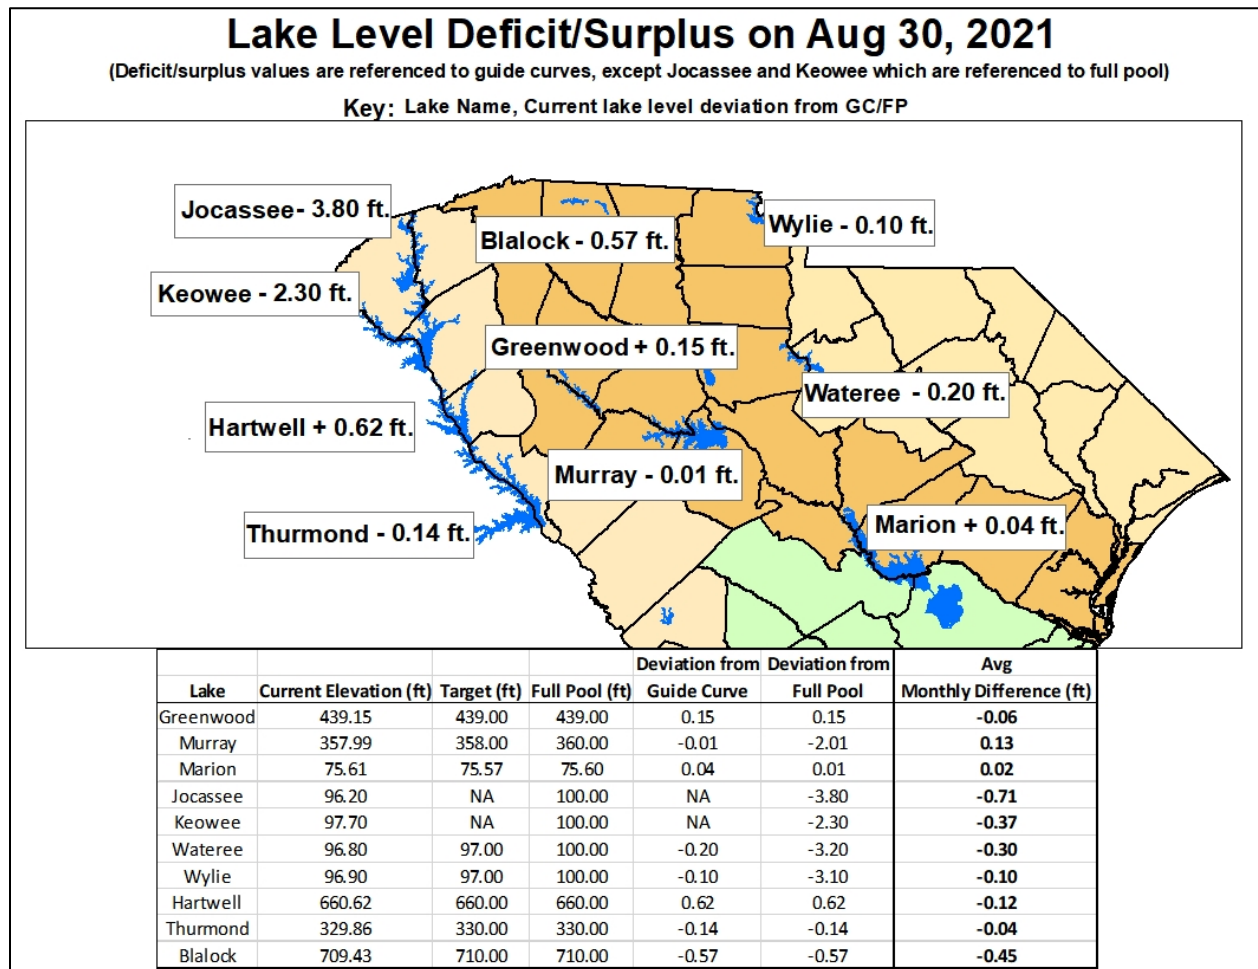 Lake Level Deficit/Surplus on Aug 30, 2021
(Deficit/surplus values are referenced to guide curves, except Jocassee and Keowee which are referenced to full pool)
Key: Lake Name, Current lake level deviation from GC/FP
Jocassee- 3.80 ft.
Wylie - 0.10 ft.
Blalock - 0.57 ft.
Keowee - 2.30 ft.
Greenwood + 0.15 ft.
Wateree - 0.20 ft.
Hartwell + 0.62 ft.
Murray - 0.01 ft.
Marion + 0.04 ft.
Thurmond - 0.14 ft.
Deviation from Deviation from Avg
Lake Current Elevation (ft) Target (ft) Full Pool (ft) Guide Curve Full Pool Monthly Difference (ft)
Greenwood 439.15 439.00 439.00 0.15 0.15 -0.06
Murray 357.99 358.00 360.00 -0.01 -2.01 0.13
Marion 75.61 75.57 75.60 0.04 0.01 0.02
Jocassee 96.20 NA 100.00 NA -3.80 -0.71
Keowee 97.70 NA 100.00 NA -2.30 -0.37
Wateree 96.80 97.00 100.00 -0.20 -3.20 -0.30
Wylie 96.90 97.00 100.00 -0.10 -3.10 -0.10
Hartwell 660.62 660.00 660.00 0.62 0.62 -0.12
Thurmond 329.86 330.00 330.00 -0.14 -0.14 -0.04
Blalock 709.43 710.00 710.00 -0.57 -0.57 -0.45